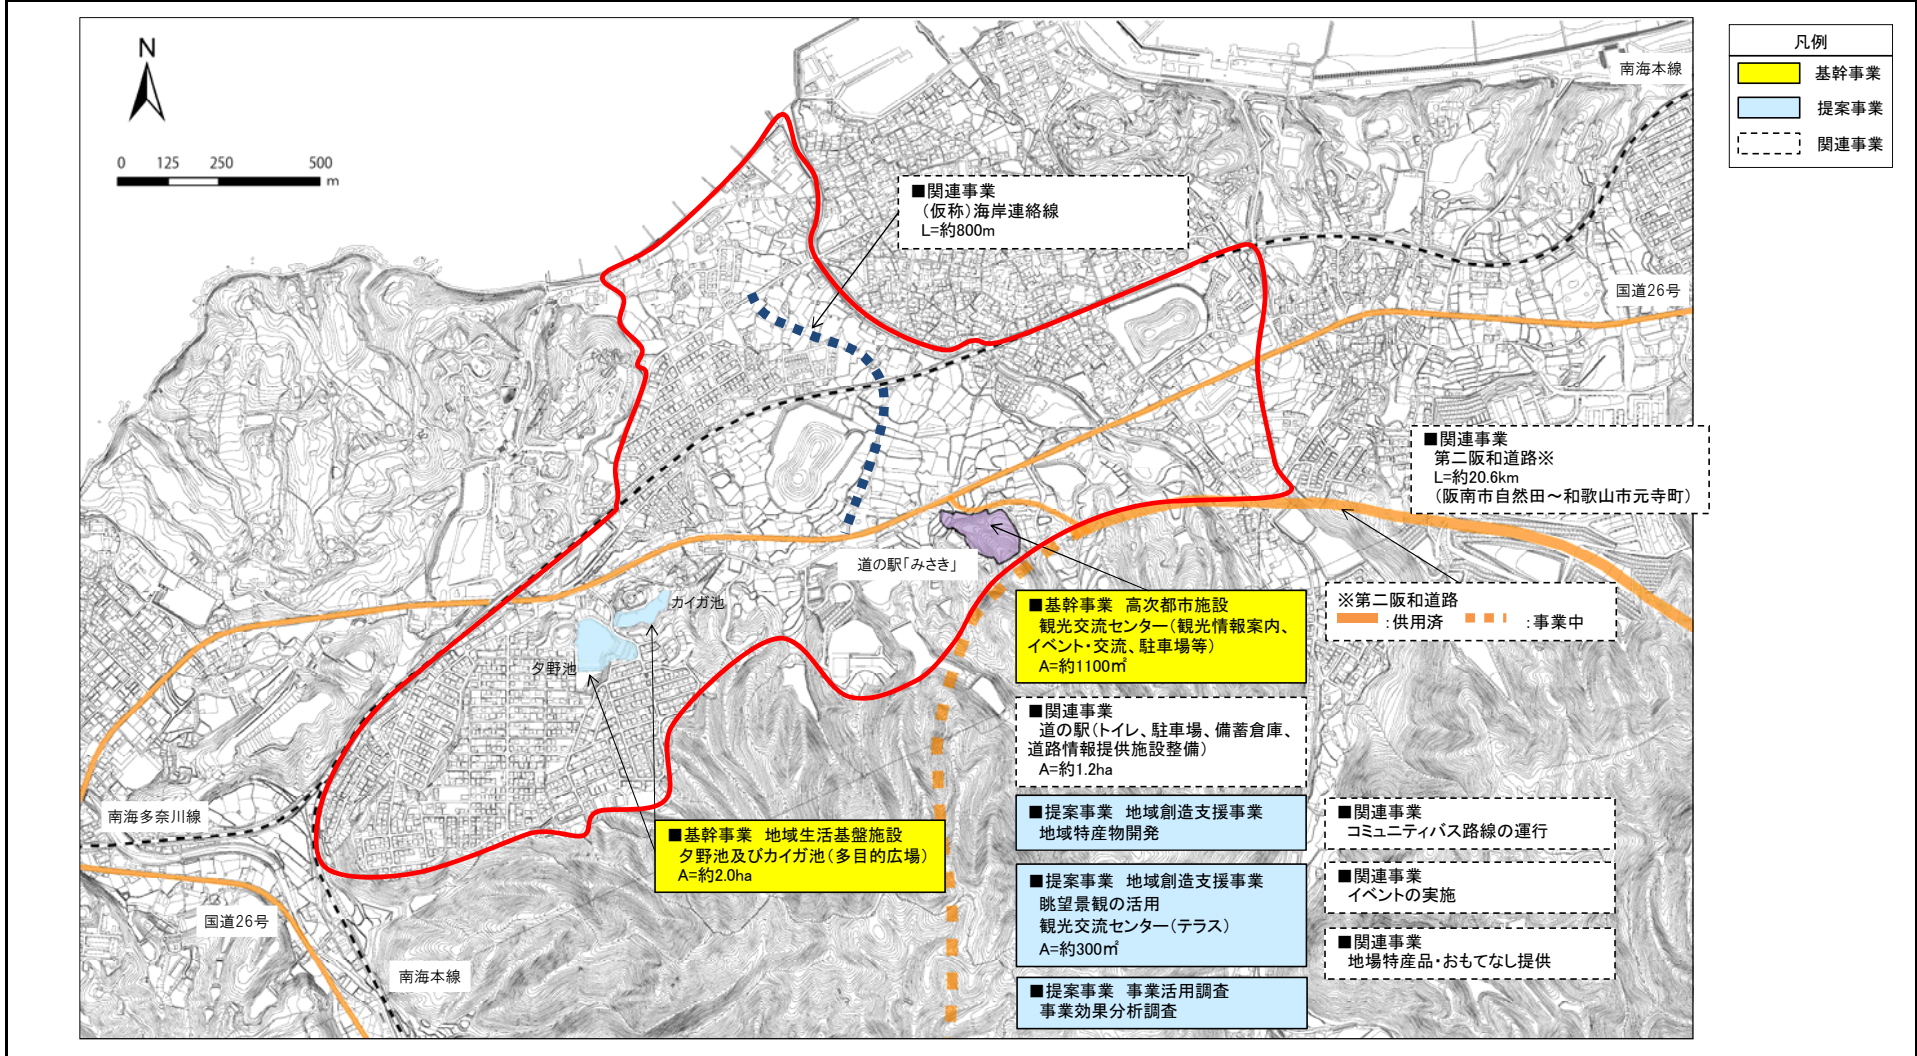 N
0 125 250 500
m
凡例
基幹事業
提案事業
関連事業
南海本線
■関連事業
(仮称)海岸連絡線
L=約800m
国道26号
■関連事業
第二阪和道路※
L=約20.6km
(阪南市自然田～和歌山市元寺町)
道の駅「みさき」
カイガ池
夕野池
※第二阪和道路
:供用済 :事業中
■基幹事業 高次都市施設
観光交流センター(観光情報案内、
イベント・交流、駐車場等)
A=約1100㎡
■関連事業
道の駅(トイレ、駐車場、備蓄倉庫、
道路情報提供施設整備)
A=約1.2ha
■提案事業 地域創造支援事業
地域特産物開発
■提案事業 地域創造支援事業
眺望景観の活用
観光交流センター(テラス)
A=約300㎡
■提案事業 事業活用調査
事業効果分析調査
■関連事業
コミュニティバス路線の運行
■関連事業
イベントの実施
■関連事業
地場特産品・おもてなし提供
■基幹事業 地域生活基盤施設
夕野池及びカイガ池(多目的広場)
A=約2.0ha
南海多奈川線
国道26号
南海本線